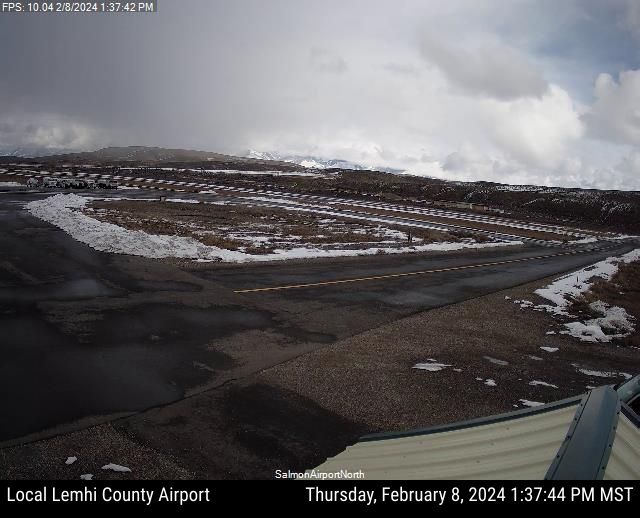 FPS: 10.04 2/8/2024 1:37:42 PM
SalmonAirportNorth
Local Lemhi County Airport Thursday, February 8, 2024 1:37:44 PM MST